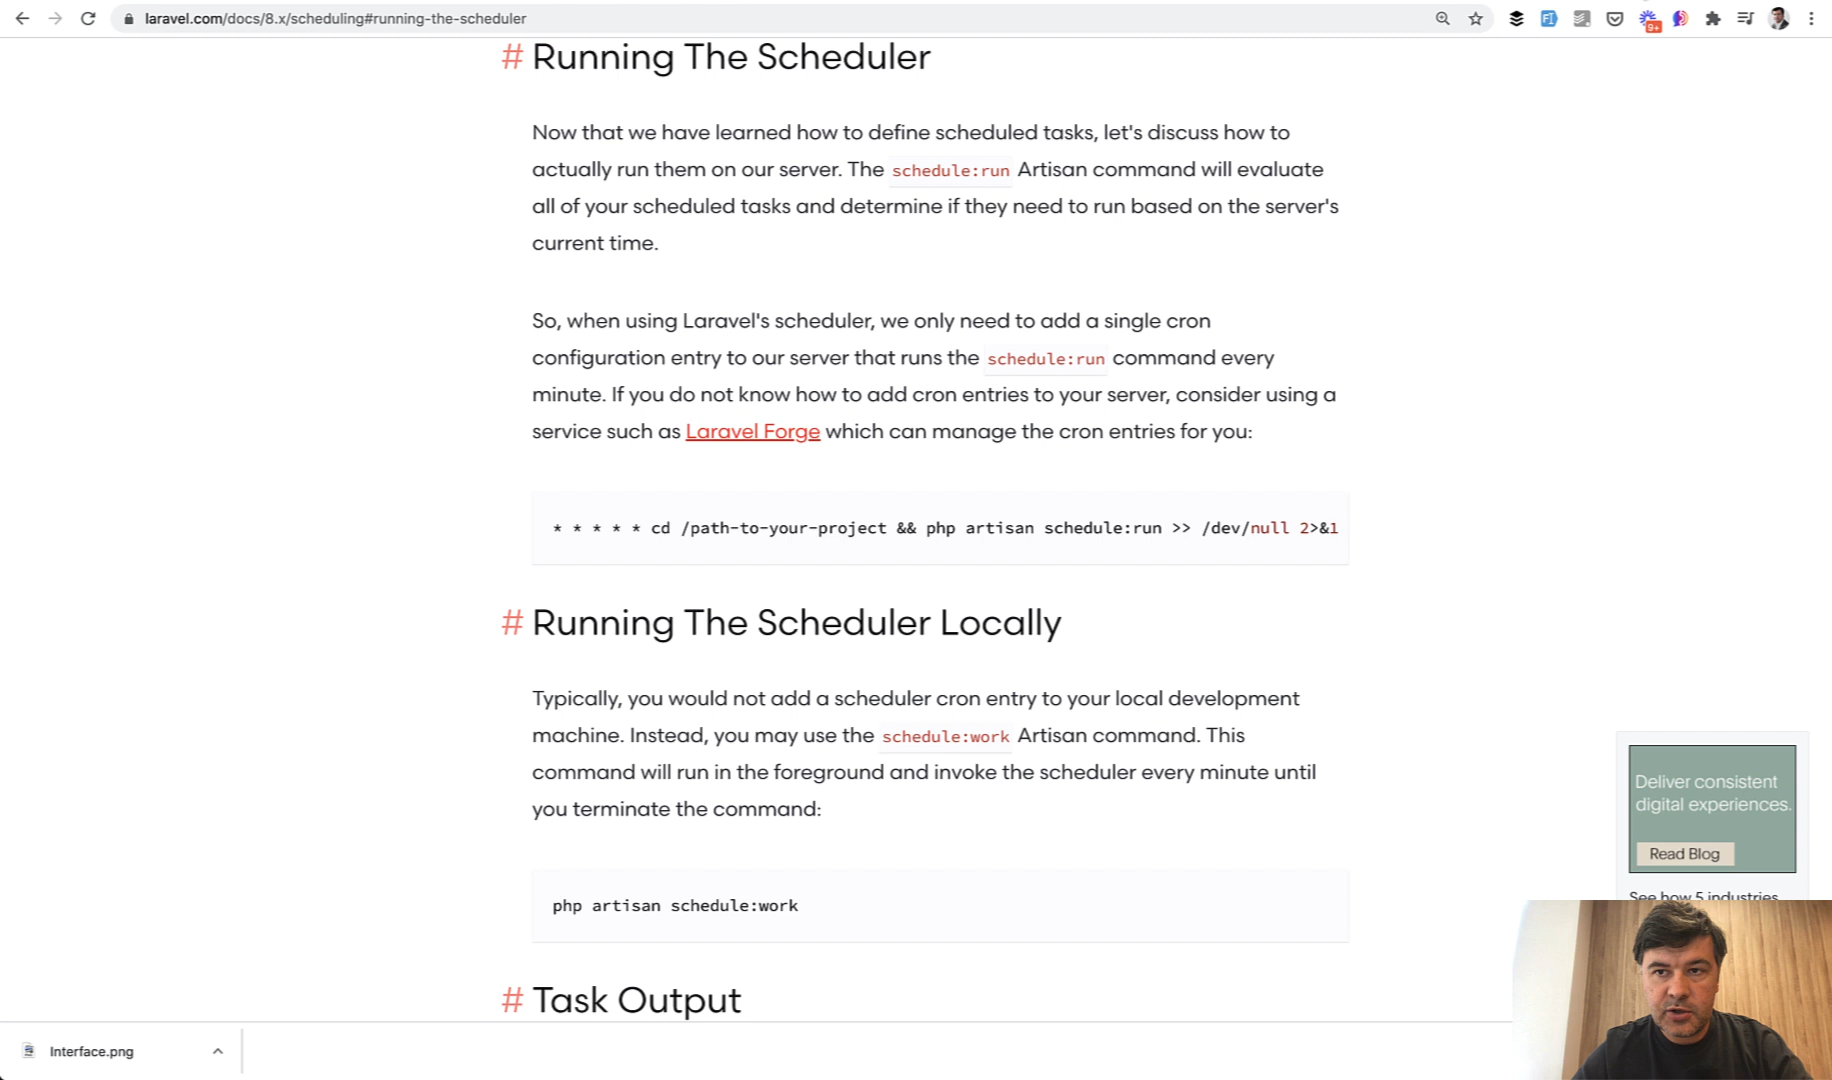 laravel.com/docs/8.x/scheduling#running-the-scheduler
9+
# Running The Scheduler
Now that we have learned how to define scheduled tasks, let's discuss how to
actually run them on our server. The schedule:run Artisan command will evaluate
all of your scheduled tasks and determine if they need to run based on the server's
current time.
So, when using Laravel's scheduler, we only need to add a single cron
configuration entry to our server that runs the schedule:run command every
minute. If you do not know how to add cron entries to your server, consider using a
service such as Laravel Forge which can manage the cron entries for you:
* * * * * cd /path-to-your-project && php artisan schedule:run >> /dev/null 2>&1
# Running The Scheduler Locally
Typically, you would not add a scheduler cron entry to your local development
machine. Instead, you may use the schedule:work Artisan command. This
command will run in the foreground and invoke the scheduler every minute until
you terminate the command:
php artisan schedule:work
# Task Output
Deliver consistent
digital experiences.
Read Blog
See how 5 industries
Interface.png